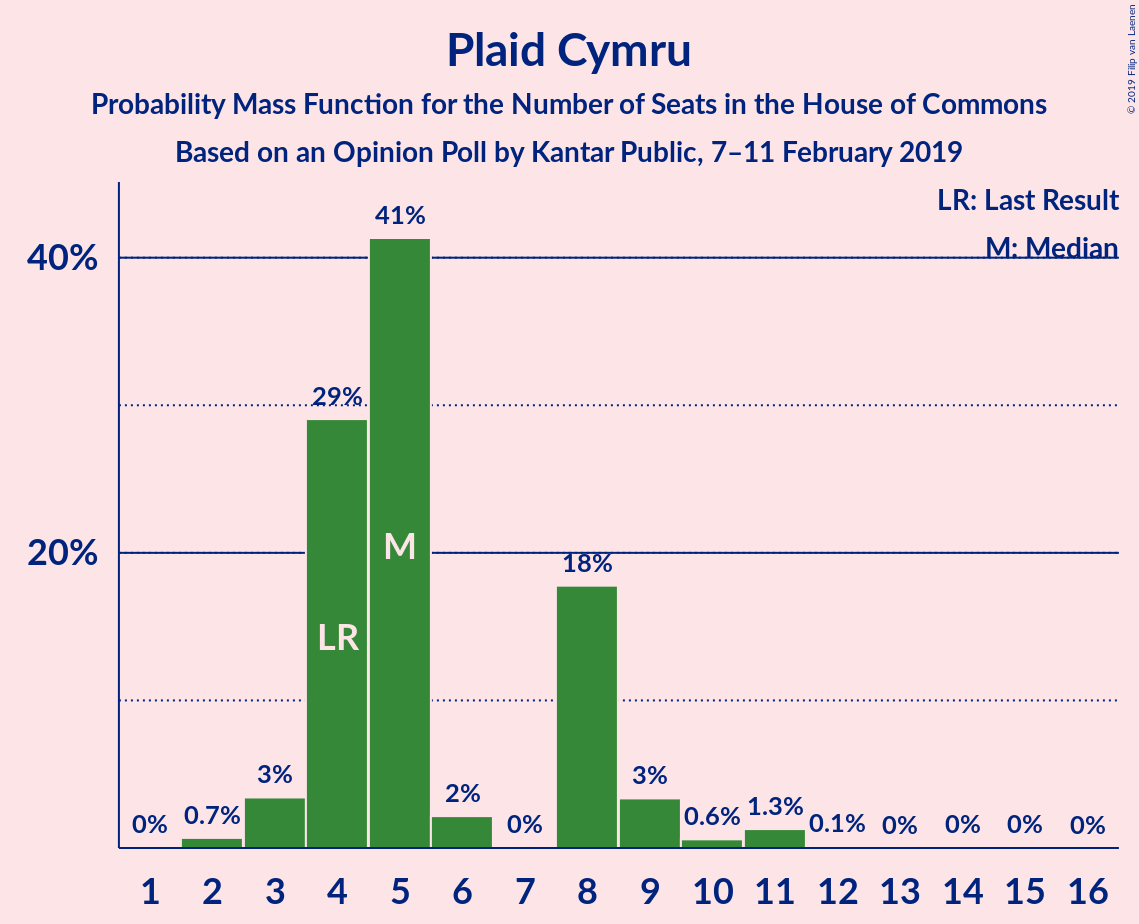 Plaid Cymru
Probability Mass Function for the Number of Seats in the House of Commons
Based on an Opinion Poll by Kantar Public, 7–11 February 2019
© 2019 Filip van Laenen
LR: Last Result
M: Median
40%
20%
0%
0.7%
3%
29%
41%
2%
0%
18%
3%
0.6%
1.3%
0.1%
0%
0%
0%
0%
LR
M
1 2 3 4 5 6 7 8 9 10 11 12 13 14 15 16